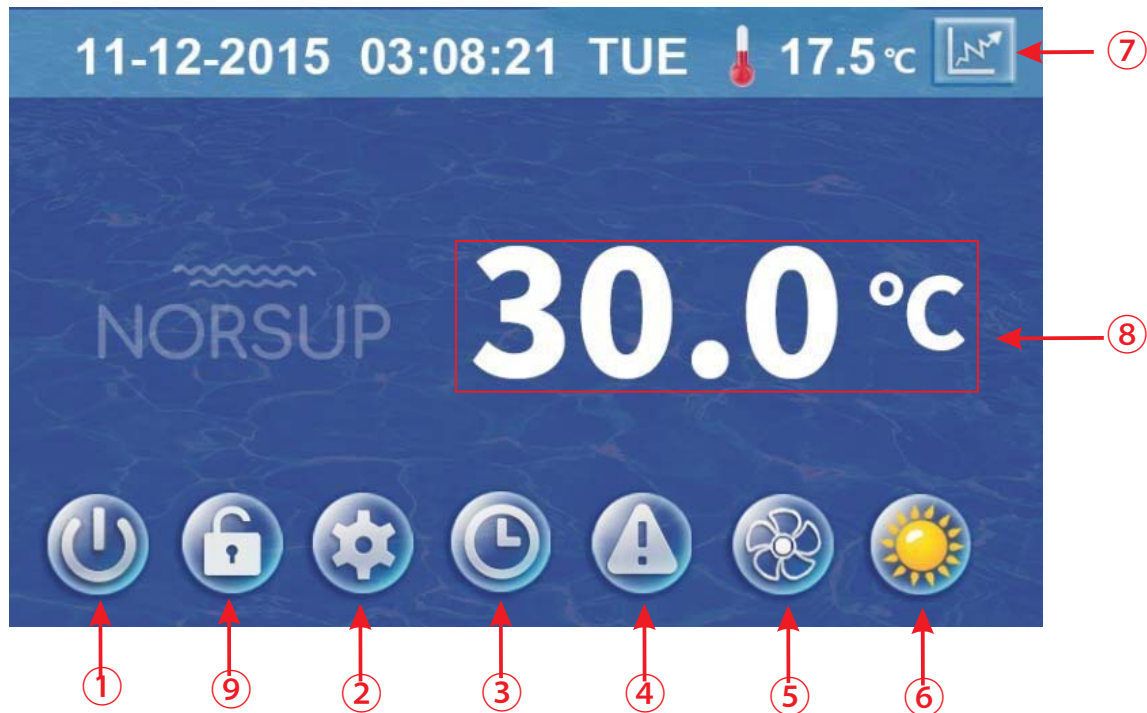 11-12-2015 03:08:21 TUE 17.5 ℃ ⑦
NORSUP 30.0 ℃ ⑧
① ⑨ ② ③ ④ ⑤ ⑥